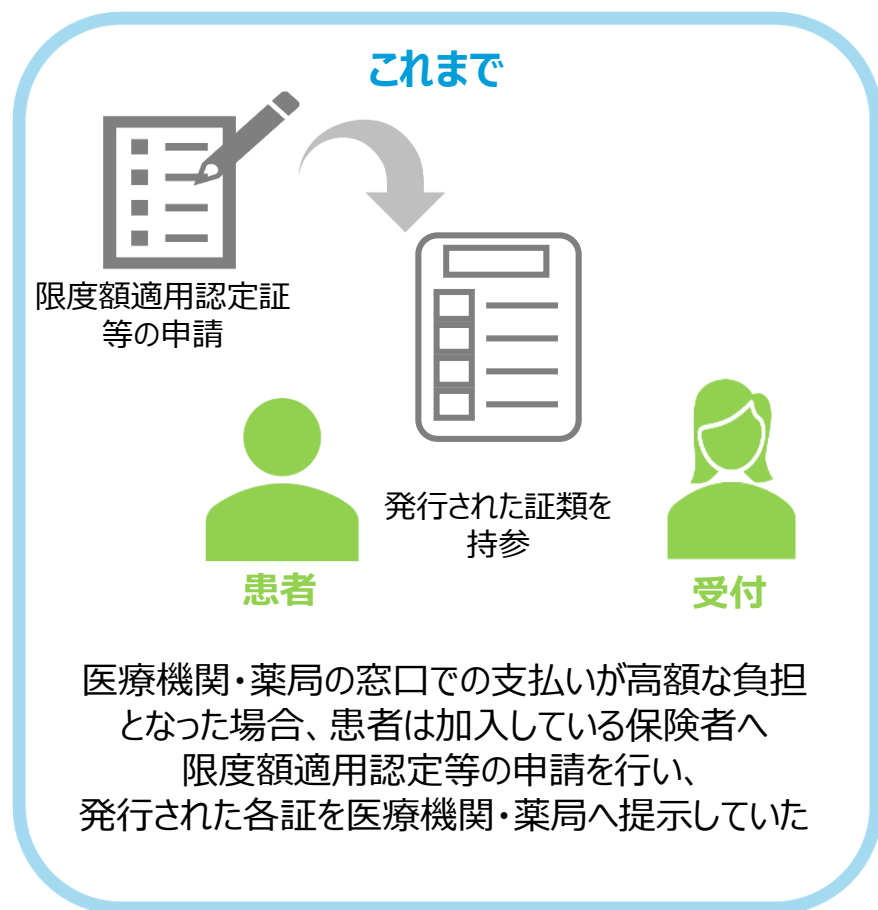 これまで
限度額適用認定証
等の申請
発行された証類を
持参
患者
受付
医療機関・薬局の窓口での支払いが高額な負担
となった場合、患者は加入している保険者へ
限度額適用認定等の申請を行い、
発行された各証を医療機関・薬局へ提示していた